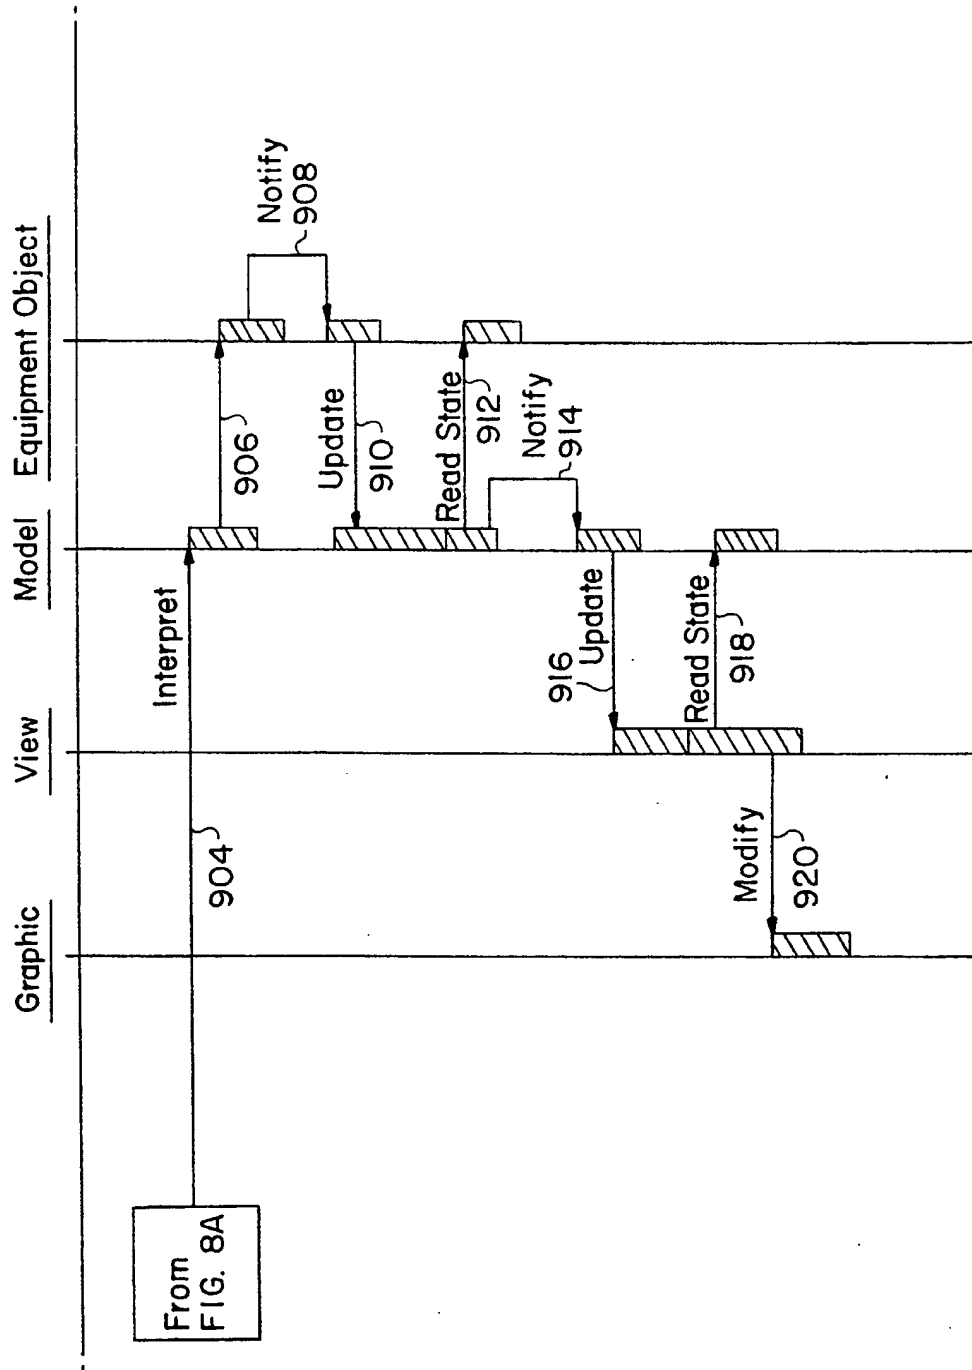 Graphic
View
Model
Equipment Object
From
FIG. 8A
904
Interpret
906
Notify
908
Update
910
Read State
912
Notify
914
916
Update
Read State
918
Modify
920